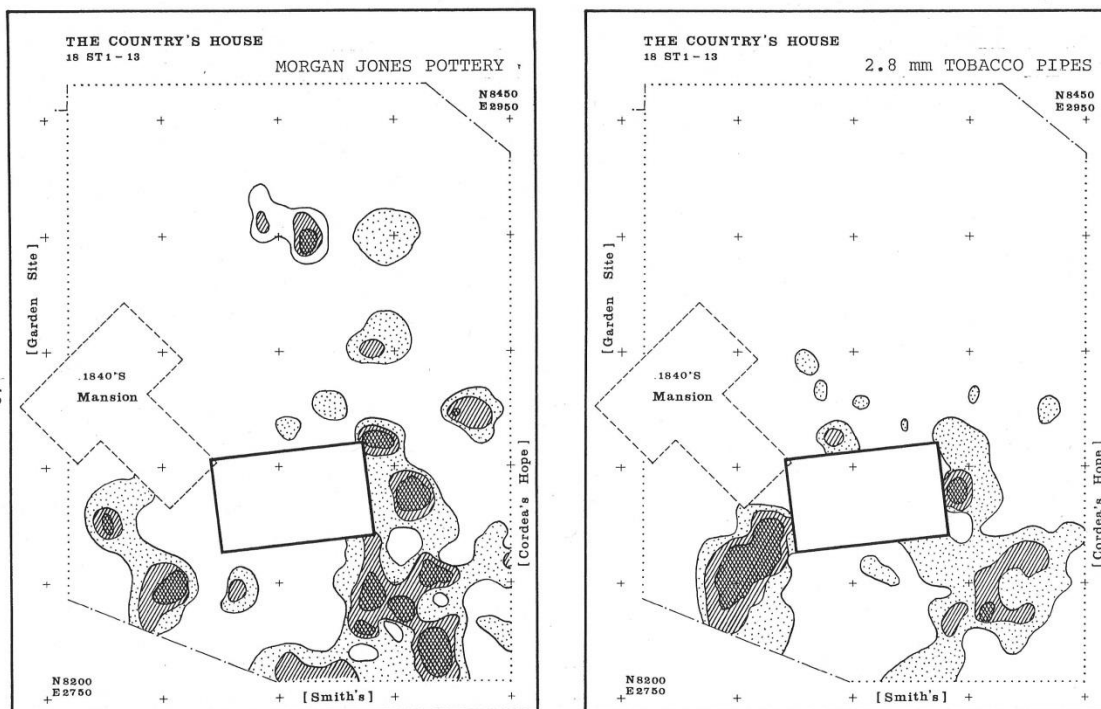 THE COUNTRY'S HOUSE
18 ST1-13
MORGAN JONES POTTERY
N8450
E2950
[Garden Site]
.1840'S
Mansion
[Cordea's Hope]
N8200
E2750
[Smith's]
THE COUNTRY'S HOUSE
18 ST1-13
2.8 mm TOBACCO PIPES
N8450
E2950
[Garden Site]
.1840'S
Mansion
[Cordea's Hope]
N8200
E2750
[Smith's]